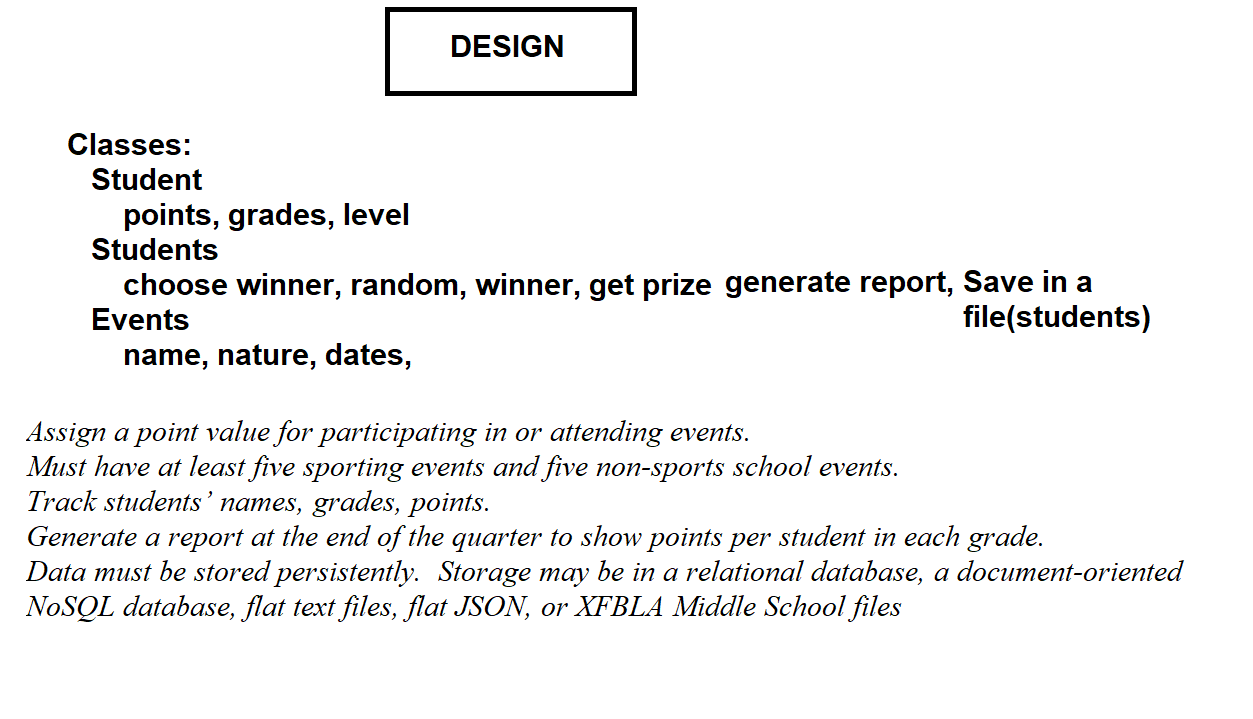 DESIGN
Classes:
Student
points, grades, level
Students
choose winner, random, winner, get prize generate report, Save in a
file(students)
Events
name, nature, dates,
Assign a point value for participating in or attending events.
Must have at least five sporting events and five non-sports school events.
Track students’ names, grades, points.
Generate a report at the end of the quarter to show points per student in each grade.
Data must be stored persistently.  Storage may be in a relational database, a document-oriented
NoSQL database, flat text files, flat JSON, or XFBLA Middle School files